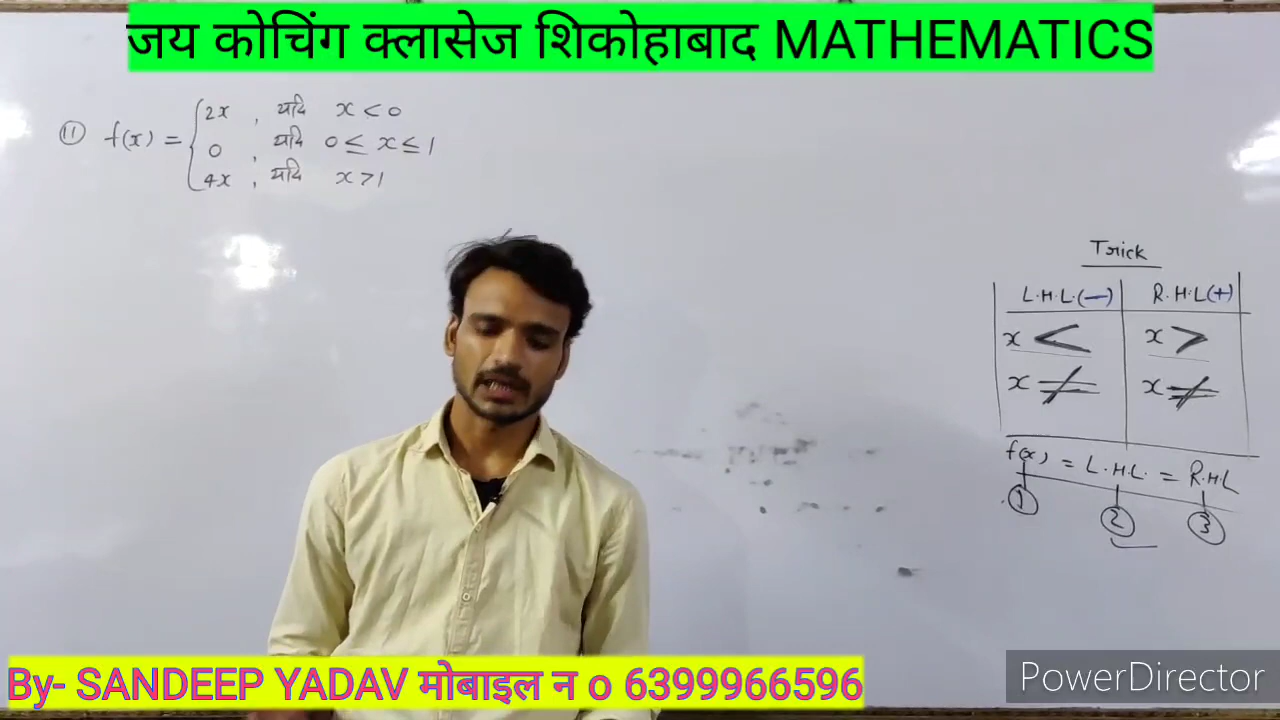 जय कोचिंग क्लासेज शिकोहाबाद MATHEMATICS
11 f(x) = { 2x , यदि x < 0
0 , यदि 0 ≤ x ≤ 1
4x , यदि x > 1
Trick
L.H.L.(—) R.H.L(+)
x < x >
x ≠ x ≠
f(x) = L.H.L. = R.H.L
1 2 3
By- SANDEEP YADAV मोबाइल न o 6399966596
PowerDirector